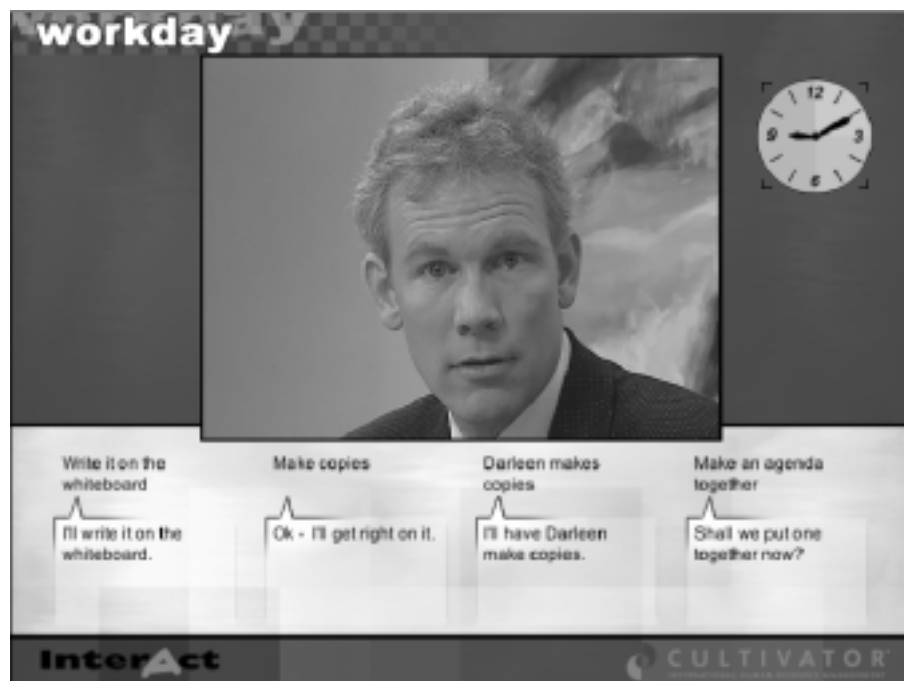 workday
12
9
3
6
Write it on the
whiteboard
Make copies
Darleen makes
copies
Make an agenda
together
I'll write it on the
whiteboard.
Ok - I'll get right on it.
I'll have Darleen
make copies.
Shall we put one
together now?
InterAct
CULTIVATOR